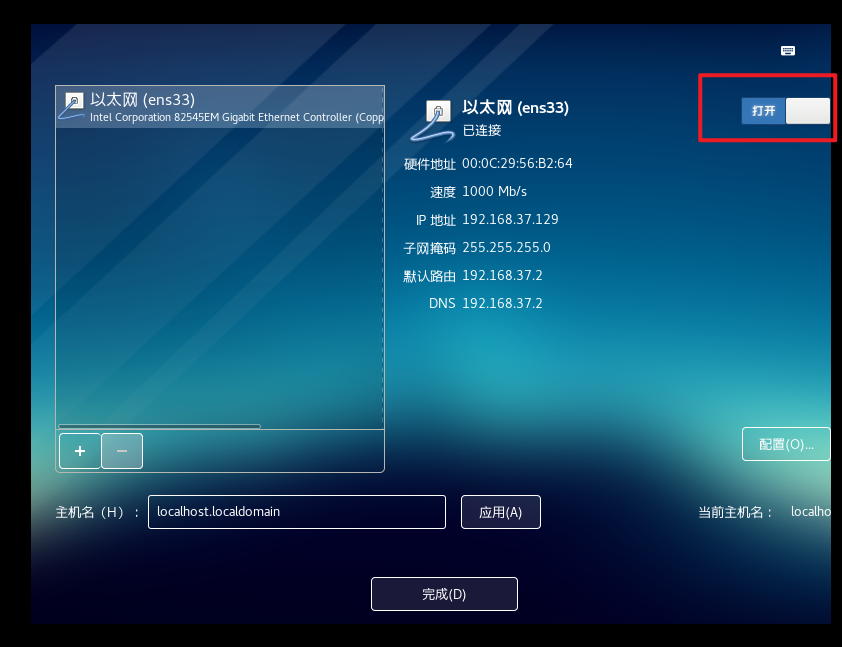 以太网 (ens33)
Intel Corporation 82545EM Gigabit Ethernet Controller (Copp
以太网 (ens33)
已连接
打开
硬件地址 00:0C:29:56:B2:64
速度 1000 Mb/s
IP 地址 192.168.37.129
子网掩码 255.255.255.0
默认路由 192.168.37.2
DNS 192.168.37.2
+ −
配置(O)...
主机名（H）： localhost.localdomain 应用(A) 当前主机名： localho
完成(D)